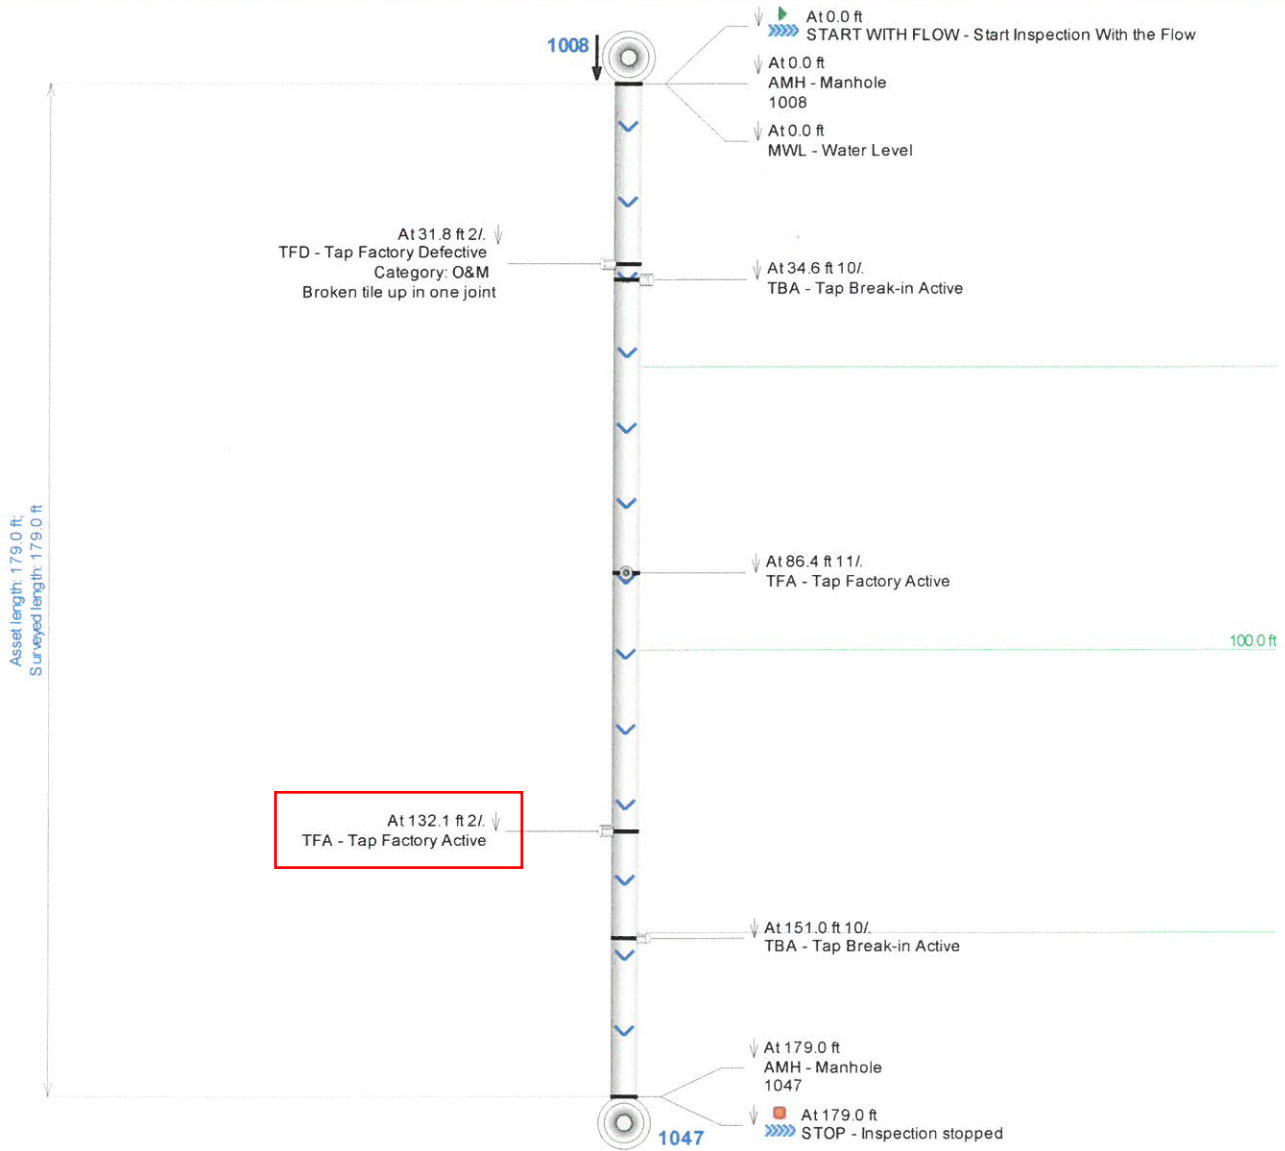 At 0.0 ft
START WITH FLOW - Start Inspection With the Flow
1008
At 0.0 ft
AMH - Manhole
1008
At 0.0 ft
MWL - Water Level
At 31.8 ft 2/.
TFD - Tap Factory Defective
Category: O&M
Broken tile up in one joint
At 34.6 ft 10/.
TBA - Tap Break-in Active
Asset length: 179.0 ft;
Surveyed length: 179.0 ft
At 86.4 ft 11/.
TFA - Tap Factory Active
100.0 ft
At 132.1 ft 2/.
TFA - Tap Factory Active
At 151.0 ft 10/.
TBA - Tap Break-in Active
At 179.0 ft
AMH - Manhole
1047
At 179.0 ft
STOP - Inspection stopped
1047